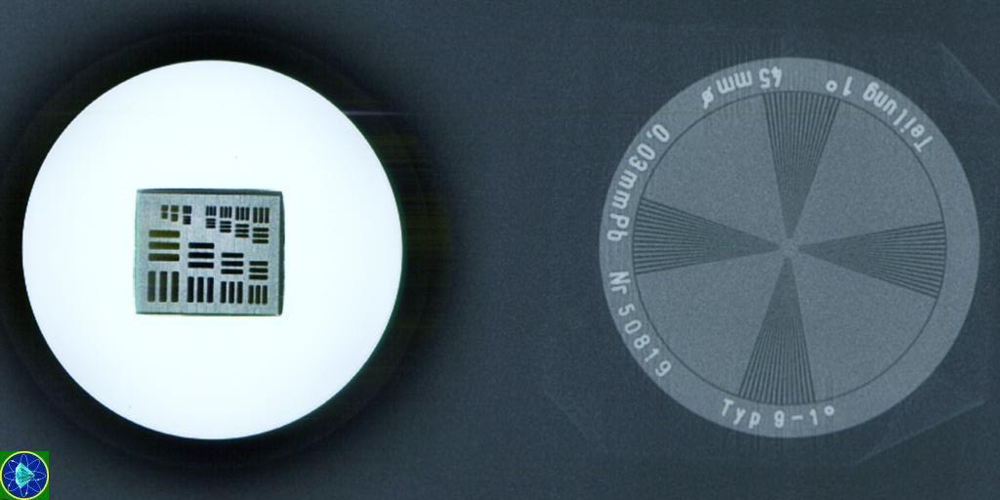 45 mm ø
0,03mmPb
Nr 50819
Typ 9-1°
Teilung 1°